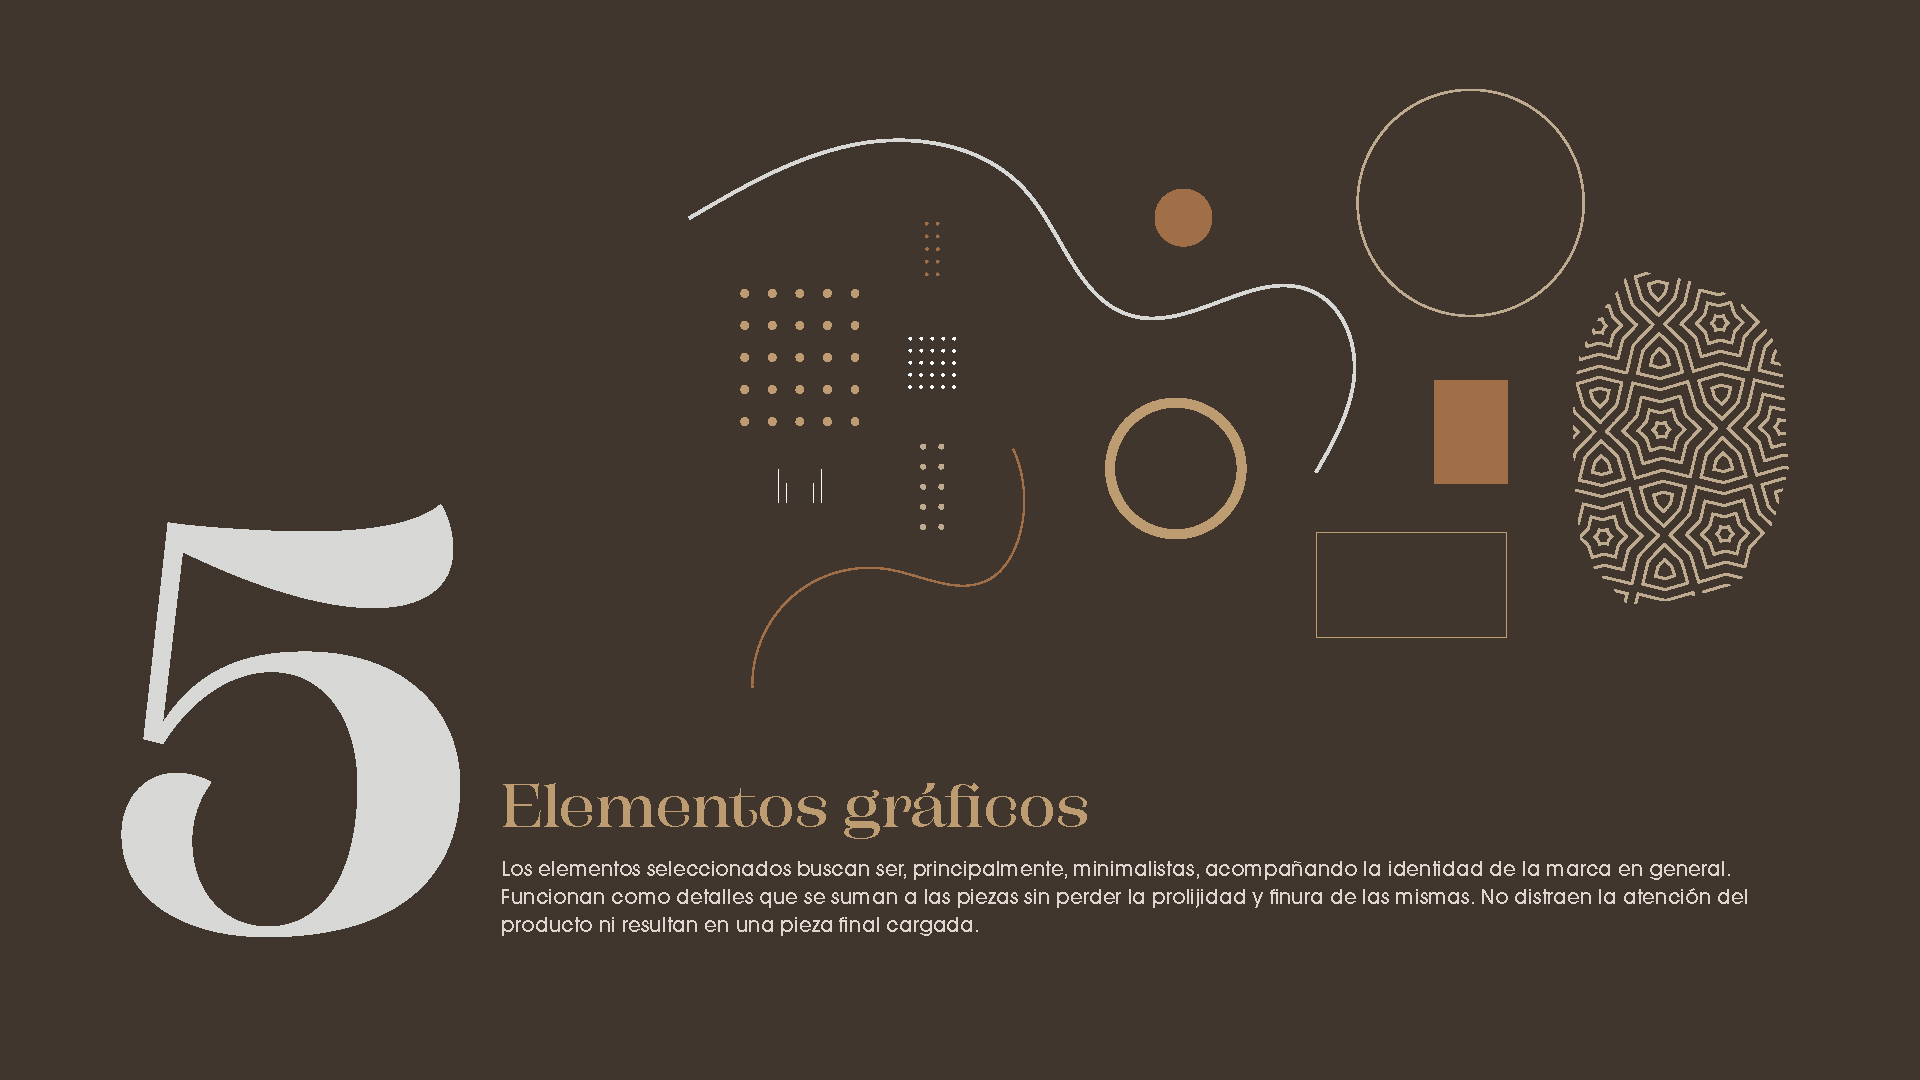 5
Elementos gráficos
Los elementos seleccionados buscan ser, principalmente, minimalistas, acompañando la identidad de la marca en general.
Funcionan como detalles que se suman a las piezas sin perder la prolijidad y finura de las mismas. No distraen la atención del
producto ni resultan en una pieza final cargada.